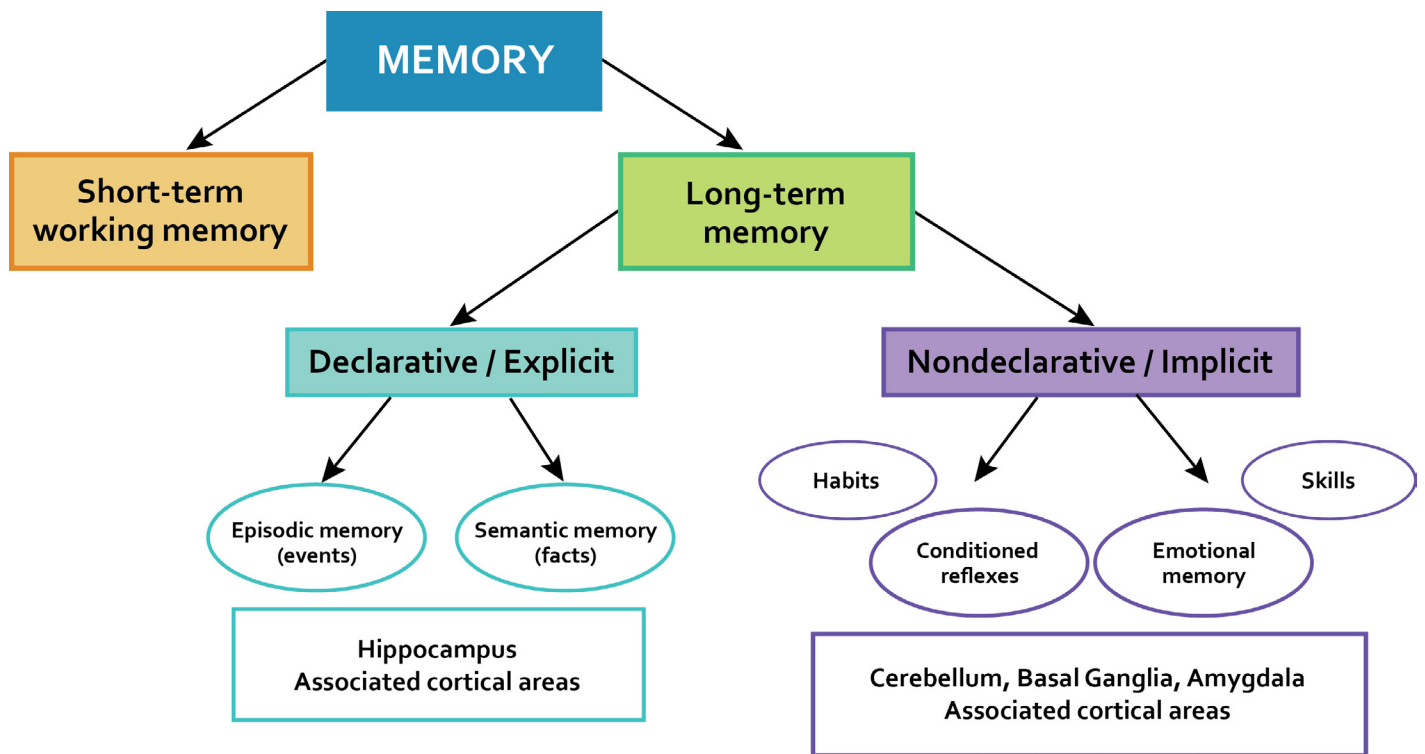 MEMORY
Short-term
working memory
Long-term
memory
Declarative / Explicit
Nondeclarative / Implicit
Episodic memory
(events)
Semantic memory
(facts)
Hippocampus
Associated cortical areas
Habits
Skills
Conditioned
reflexes
Emotional
memory
Cerebellum, Basal Ganglia, Amygdala
Associated cortical areas